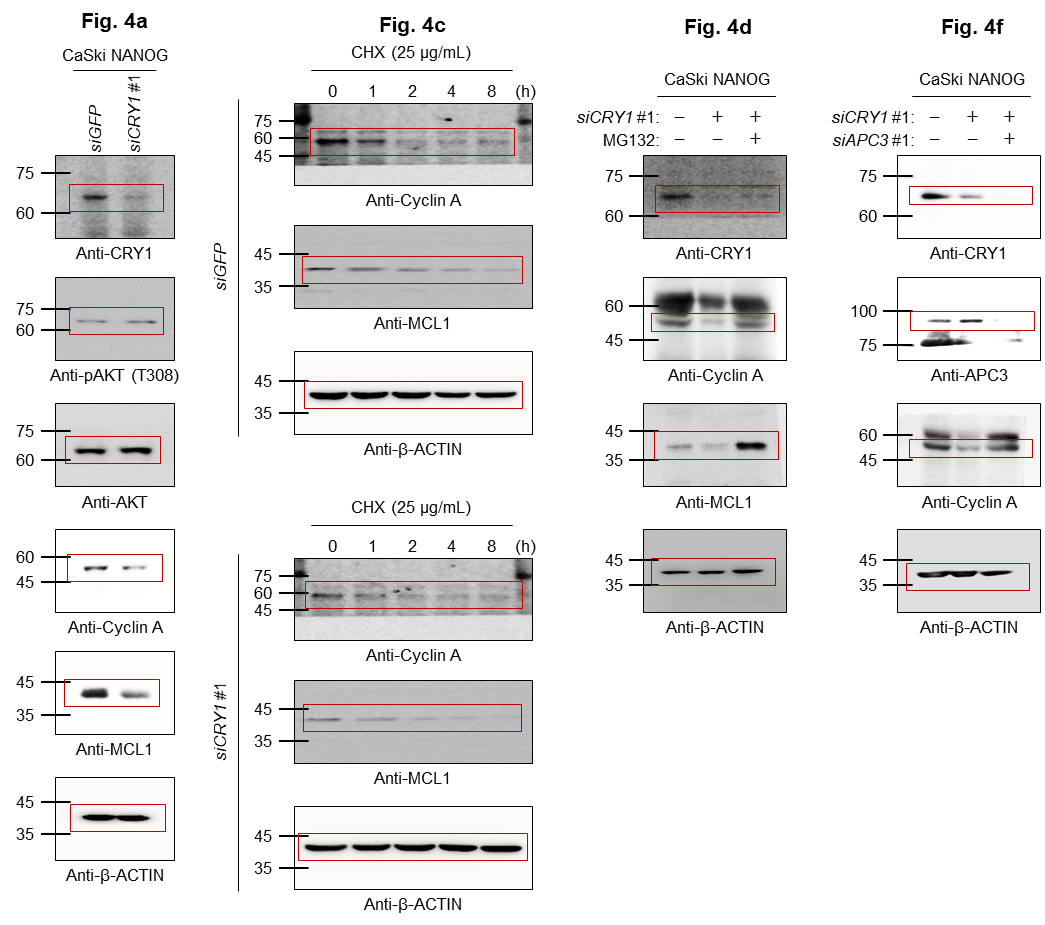 Fig. 4a
CaSki NANOG
siGFP
siCRY1 #1
75
60
Anti-CRY1
75
60
Anti-pAKT (T308)
75
60
Anti-AKT
60
45
Anti-Cyclin A
45
35
Anti-MCL1
45
35
Anti-β-ACTIN
Fig. 4c
CHX (25 μg/mL)
0 1 2 4 8 (h)
siGFP
75
60
45
Anti-Cyclin A
45
35
Anti-MCL1
45
35
Anti-β-ACTIN
CHX (25 μg/mL)
0 1 2 4 8 (h)
siCRY1 #1
75
60
45
Anti-Cyclin A
45
35
Anti-MCL1
45
35
Anti-β-ACTIN
Fig. 4d
CaSki NANOG
siCRY1 #1: – + +
MG132: – – +
75
60
Anti-CRY1
60
45
Anti-Cyclin A
45
35
Anti-MCL1
45
35
Anti-β-ACTIN
Fig. 4f
CaSki NANOG
siCRY1 #1: – + +
siAPC3 #1: – – +
75
60
Anti-CRY1
100
75
Anti-APC3
60
45
Anti-Cyclin A
45
35
Anti-β-ACTIN